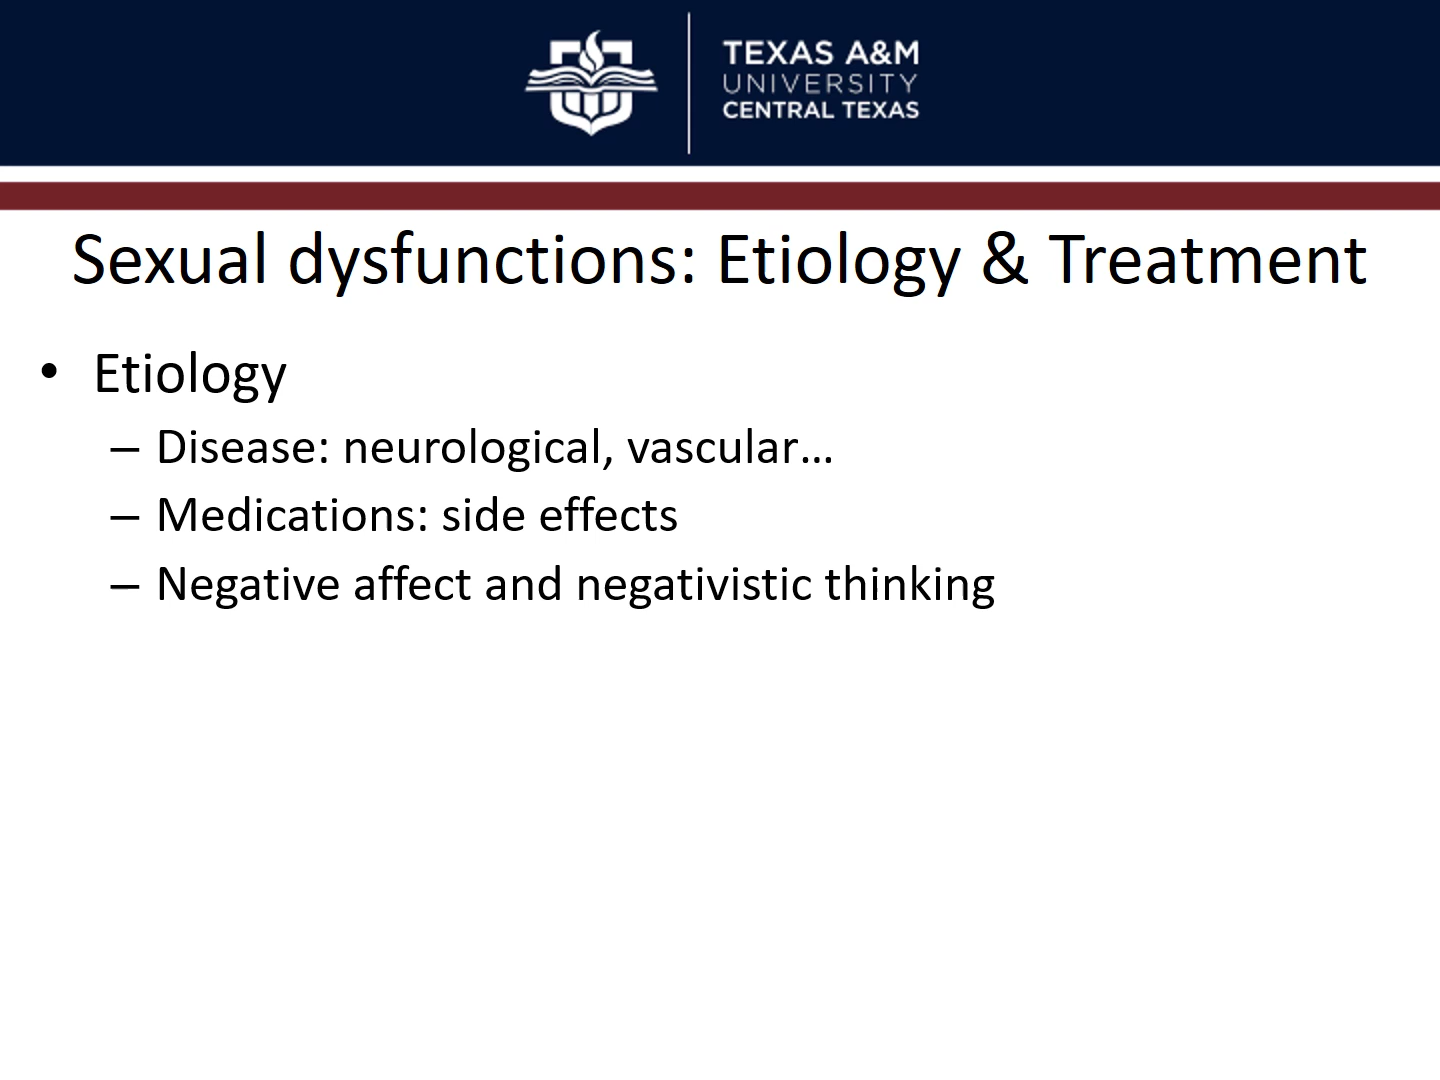 TEXAS A&M
UNIVERSITY
CENTRAL TEXAS
Sexual dysfunctions: Etiology & Treatment
• Etiology
– Disease: neurological, vascular…
– Medications: side effects
– Negative affect and negativistic thinking